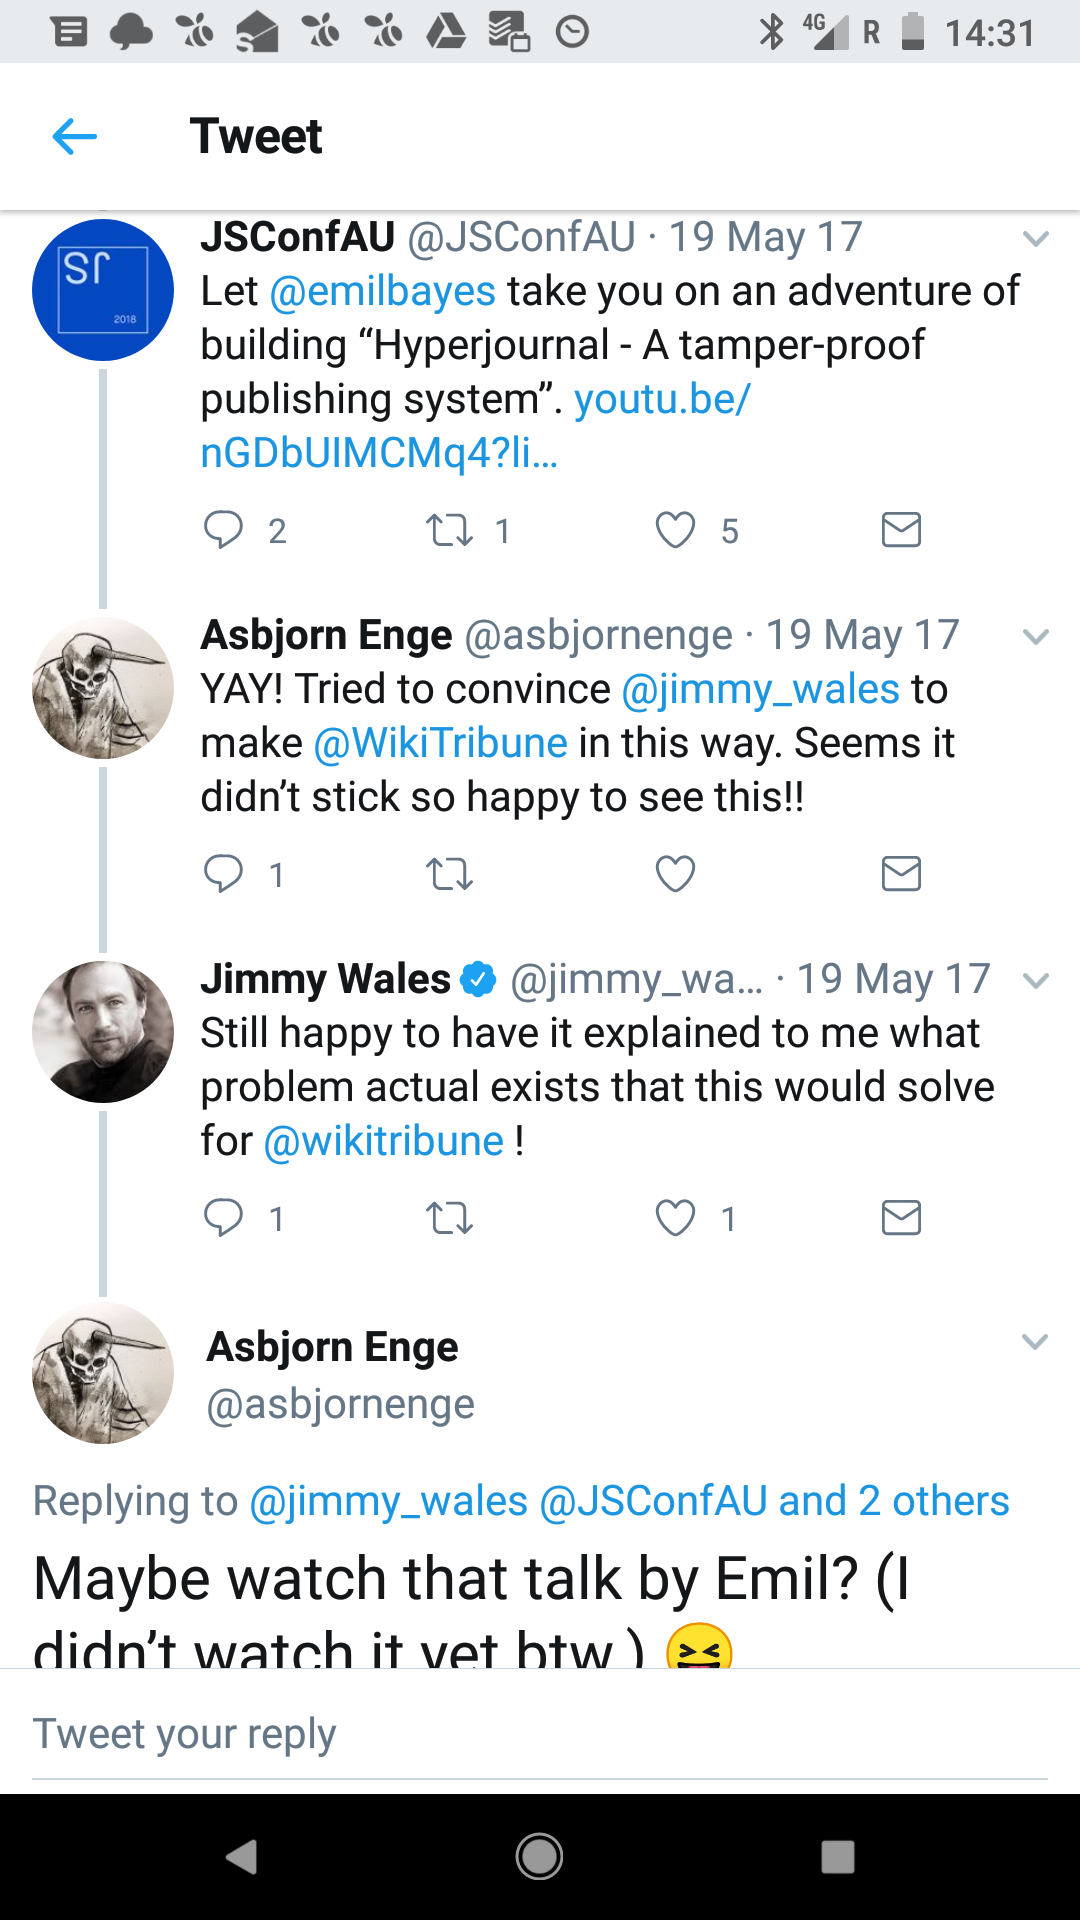 4G R 14:31
Tweet
JSConfAU @JSConfAU · 19 May 17
Let @emilbayes take you on an adventure of
building “Hyperjournal - A tamper-proof
publishing system”. youtu.be/
nGDbUIMCMq4?li…
2 1 5
Asbjorn Enge @asbjornenge · 19 May 17
YAY! Tried to convince @jimmy_wales to
make @WikiTribune in this way. Seems it
didn’t stick so happy to see this!!
1
Jimmy Wales @jimmy_wa… · 19 May 17
Still happy to have it explained to me what
problem actual exists that this would solve
for @wikitribune !
1 1
Asbjorn Enge
@asbjornenge
Replying to @jimmy_wales @JSConfAU and 2 others
Maybe watch that talk by Emil? (I
didn’t watch it yet btw ) 😝
Tweet your reply
JS
2018